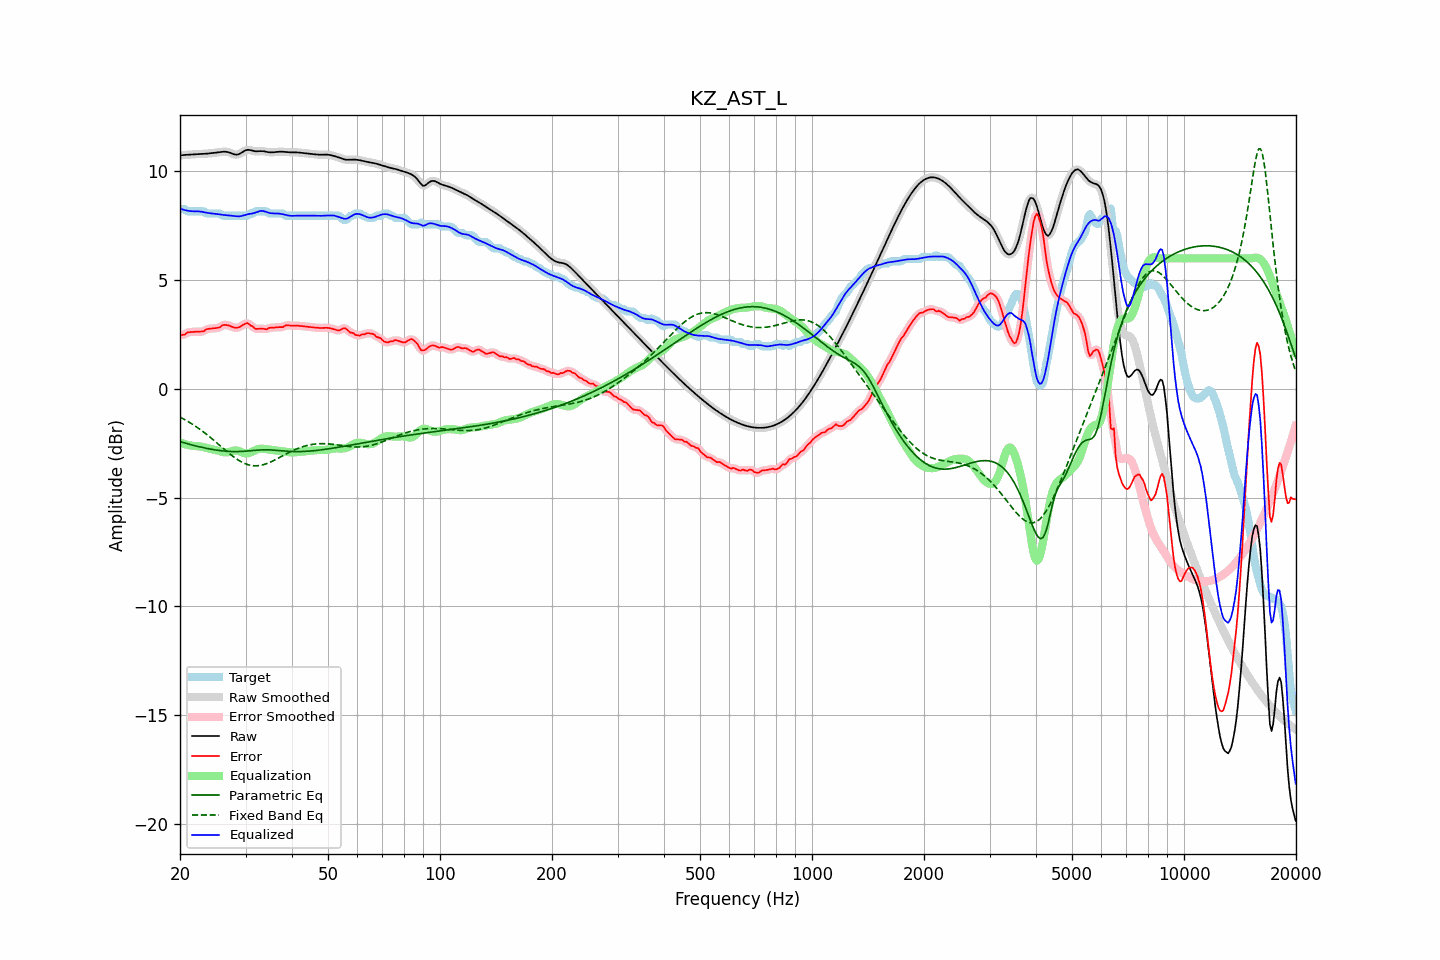 KZ_AST_L
Amplitude (dBr)
10
5
0
−5
−10
−15
−20
Target
Raw Smoothed
Error Smoothed
Raw
Error
Equalization
Parametric Eq
Fixed Band Eq
Equalized
20 50 100 200 500 1000 2000 5000 10000 20000
Frequency (Hz)